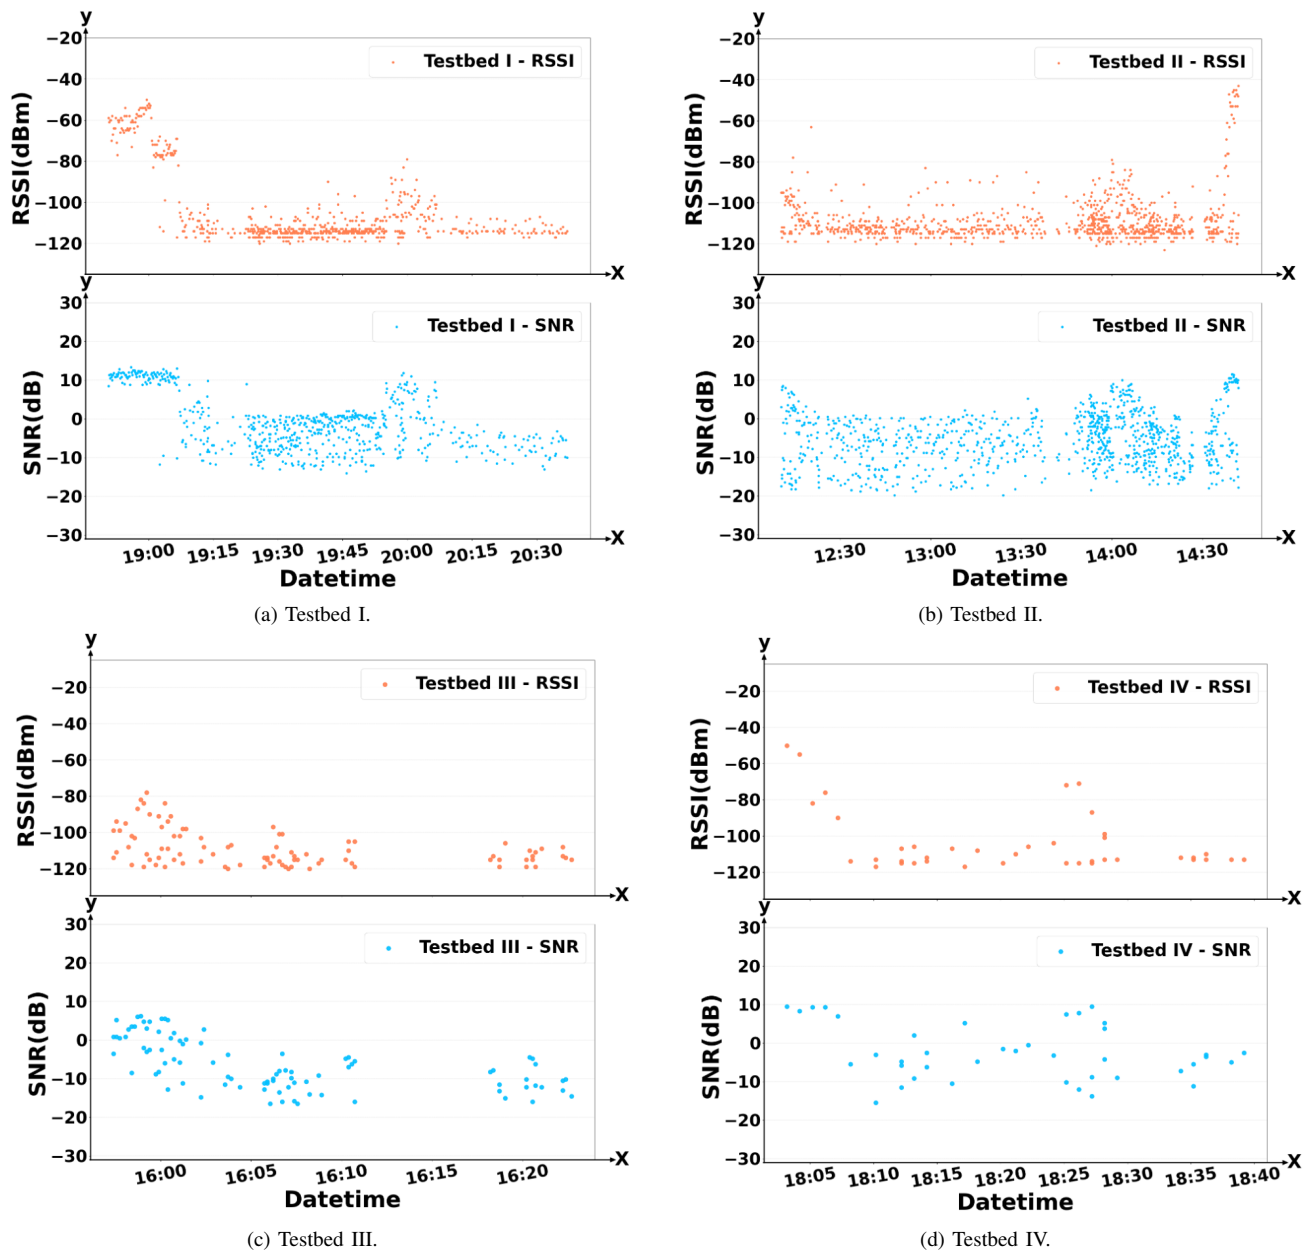 y
−20
−40
−60
−80
−100
−120
RSSI(dBm)
Testbed I - RSSI
X
y
30
20
10
0
−10
−20
−30
SNR(dB)
Testbed I - SNR
X
19:00 19:15 19:30 19:45 20:00 20:15 20:30
Datetime
(a) Testbed I.
y
−20
−40
−60
−80
−100
−120
RSSI(dBm)
Testbed II - RSSI
X
y
30
20
10
0
−10
−20
−30
SNR(dB)
Testbed II - SNR
X
12:30 13:00 13:30 14:00 14:30
Datetime
(b) Testbed II.
y
−20
−40
−60
−80
−100
−120
RSSI(dBm)
Testbed III - RSSI
X
y
30
20
10
0
−10
−20
−30
SNR(dB)
Testbed III - SNR
X
16:00 16:05 16:10 16:15 16:20
Datetime
(c) Testbed III.
y
−20
−40
−60
−80
−100
−120
RSSI(dBm)
Testbed IV - RSSI
X
y
30
20
10
0
−10
−20
−30
SNR(dB)
Testbed IV - SNR
X
18:05 18:10 18:15 18:20 18:25 18:30 18:35 18:40
Datetime
(d) Testbed IV.